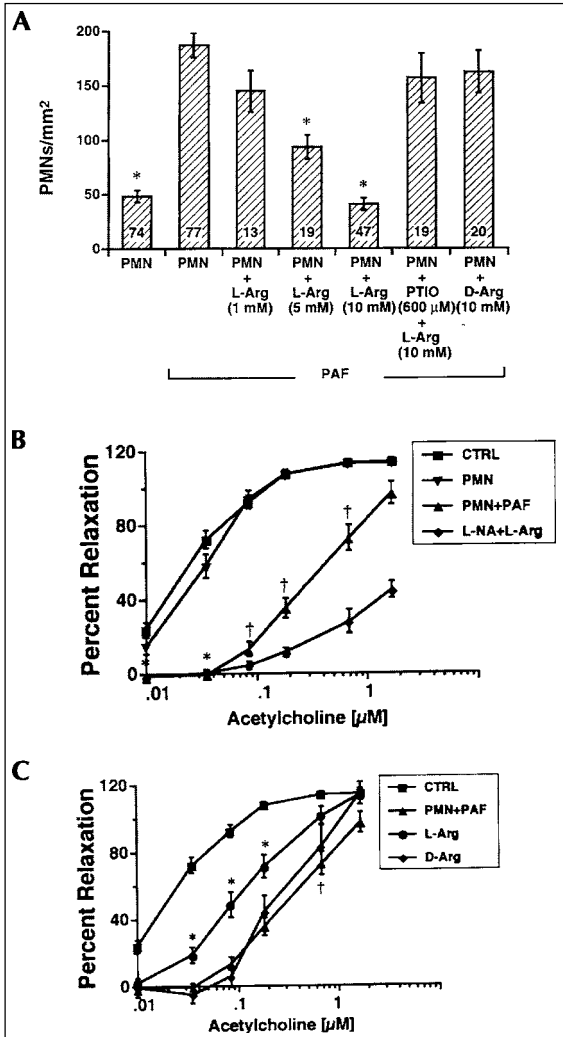 A
PMNs/mm2
200
150
100
50
0
*
*
*
74
77
13
19
47
19
20
PMN
PMN
PMN
+
L-Arg
(1 mM)
PMN
+
L-Arg
(5 mM)
PMN
+
L-Arg
(10 mM)
PMN
+
PTIO
(600 µM)
+
L-Arg
(10 mM)
PMN
+
D-Arg
(10 mM)
PAF
B
Percent Relaxation
120
80
40
0
CTRL
PMN
PMN+PAF
L-NA+L-Arg
†
†
†
*
*
.01
.1
1
Acetylcholine [µM]
C
Percent Relaxation
120
80
40
0
CTRL
PMN+PAF
L-Arg
D-Arg
*
*
*
†
.01
.1
1
Acetylcholine [µM]